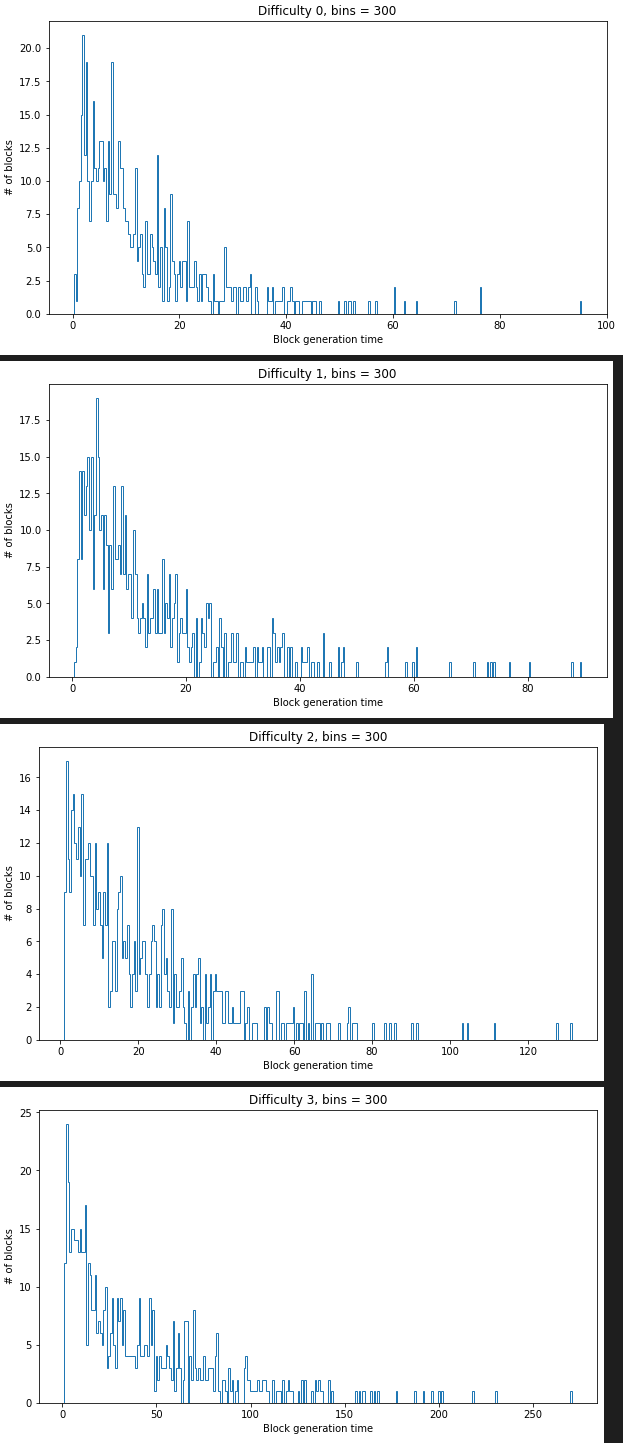 Difficulty 0, bins = 300
# of blocks
20.0
17.5
15.0
12.5
10.0
7.5
5.0
2.5
0.0
0 20 40 60 80 100
Block generation time
Difficulty 1, bins = 300
# of blocks
17.5
15.0
12.5
10.0
7.5
5.0
2.5
0.0
0 20 40 60 80
Block generation time
Difficulty 2, bins = 300
# of blocks
16
14
12
10
8
6
4
2
0
0 20 40 60 80 100 120
Block generation time
Difficulty 3, bins = 300
# of blocks
25
20
15
10
5
0
0 50 100 150 200 250
Block generation time